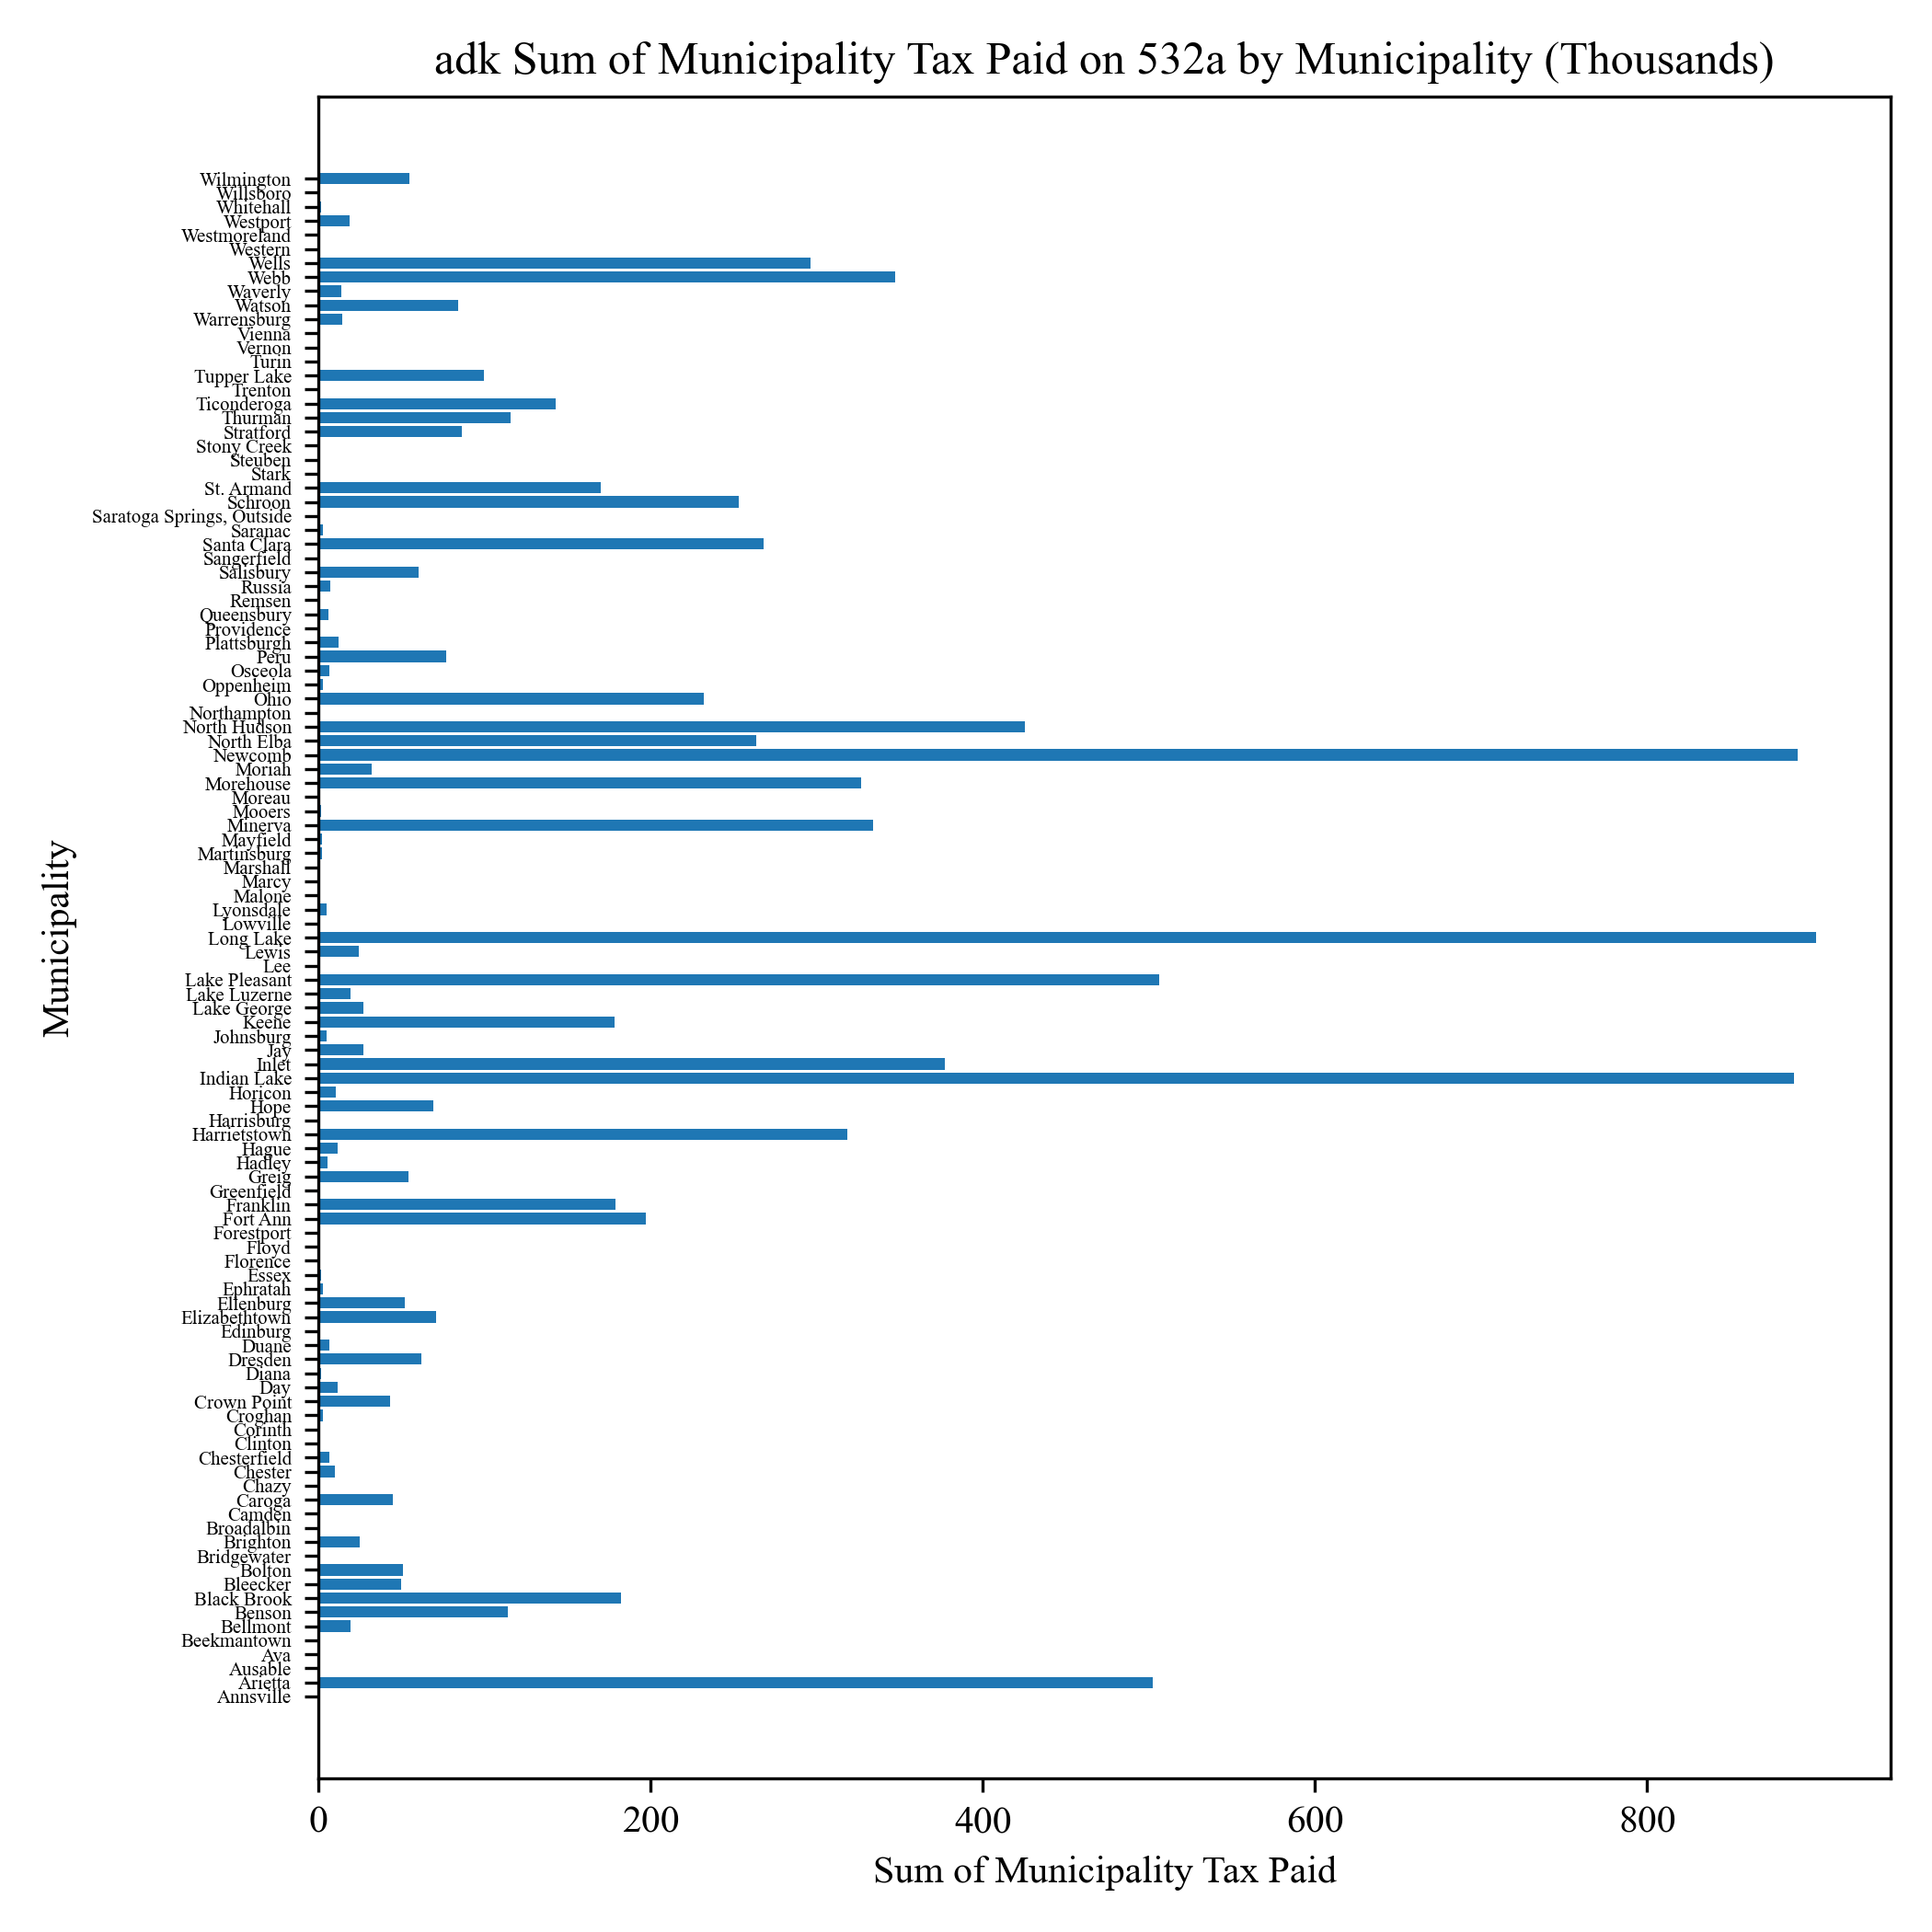 adk Sum of Municipality Tax Paid on 532a by Municipality (Thousands)
Wilmington
Willsboro
Whitehall
Westport
Westmoreland
Western
Wells
Webb
Waverly
Watson
Warrensburg
Vienna
Vernon
Turin
Tupper Lake
Trenton
Ticonderoga
Thurman
Stratford
Stony Creek
Steuben
Stark
St. Armand
Schroon
Saratoga Springs, Outside
Saranac
Santa Clara
Sangerfield
Salisbury
Russia
Remsen
Queensbury
Providence
Plattsburgh
Peru
Osceola
Oppenheim
Ohio
Northampton
North Hudson
North Elba
Newcomb
Moriah
Morehouse
Moreau
Mooers
Minerva
Mayfield
Martinsburg
Marshall
Marcy
Malone
Lyonsdale
Lowville
Long Lake
Lewis
Lee
Lake Pleasant
Lake Luzerne
Lake George
Keene
Johnsburg
Jay
Inlet
Indian Lake
Horicon
Hope
Harrisburg
Harrietstown
Hague
Hadley
Greig
Greenfield
Franklin
Fort Ann
Forestport
Floyd
Florence
Essex
Ephratah
Ellenburg
Elizabethtown
Edinburg
Duane
Dresden
Diana
Day
Crown Point
Croghan
Corinth
Clinton
Chesterfield
Chester
Chazy
Caroga
Camden
Broadalbin
Brighton
Bridgewater
Bolton
Bleecker
Black Brook
Benson
Bellmont
Beekmantown
Ava
Ausable
Arietta
Annsville
Municipality
0 200 400 600 800
Sum of Municipality Tax Paid